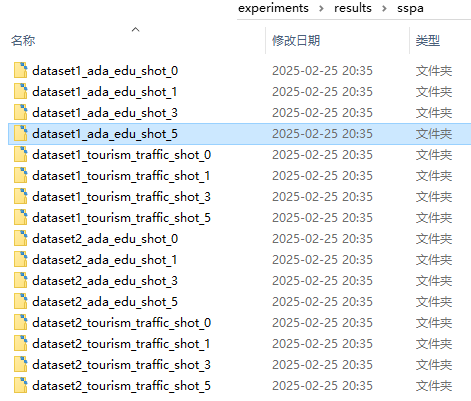 experiments > results > sspa
名称 修改日期 类型
dataset1_ada_edu_shot_0 2025-02-25 20:35 文件夹
dataset1_ada_edu_shot_1 2025-02-25 20:35 文件夹
dataset1_ada_edu_shot_3 2025-02-25 20:35 文件夹
dataset1_ada_edu_shot_5 2025-02-25 20:35 文件夹
dataset1_tourism_traffic_shot_0 2025-02-25 20:35 文件夹
dataset1_tourism_traffic_shot_1 2025-02-25 20:35 文件夹
dataset1_tourism_traffic_shot_3 2025-02-25 20:35 文件夹
dataset1_tourism_traffic_shot_5 2025-02-25 20:35 文件夹
dataset2_ada_edu_shot_0 2025-02-25 20:35 文件夹
dataset2_ada_edu_shot_1 2025-02-25 20:35 文件夹
dataset2_ada_edu_shot_3 2025-02-25 20:35 文件夹
dataset2_ada_edu_shot_5 2025-02-25 20:35 文件夹
dataset2_tourism_traffic_shot_0 2025-02-25 20:35 文件夹
dataset2_tourism_traffic_shot_1 2025-02-25 20:35 文件夹
dataset2_tourism_traffic_shot_3 2025-02-25 20:35 文件夹
dataset2_tourism_traffic_shot_5 2025-02-25 20:35 文件夹